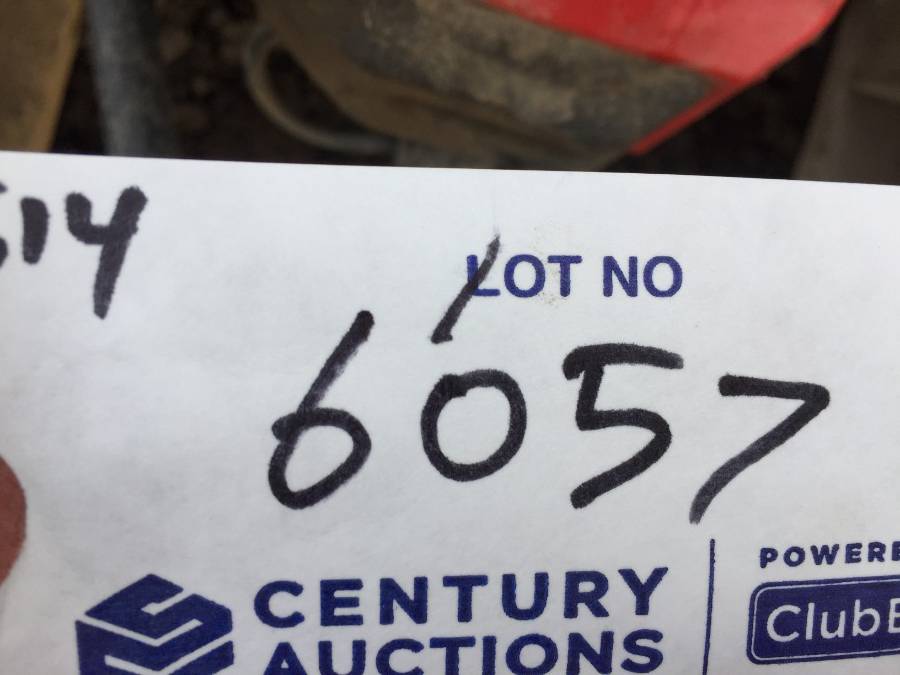 514
LOT NO
6057
CENTURY
AUCTIONS
POWERE
ClubB